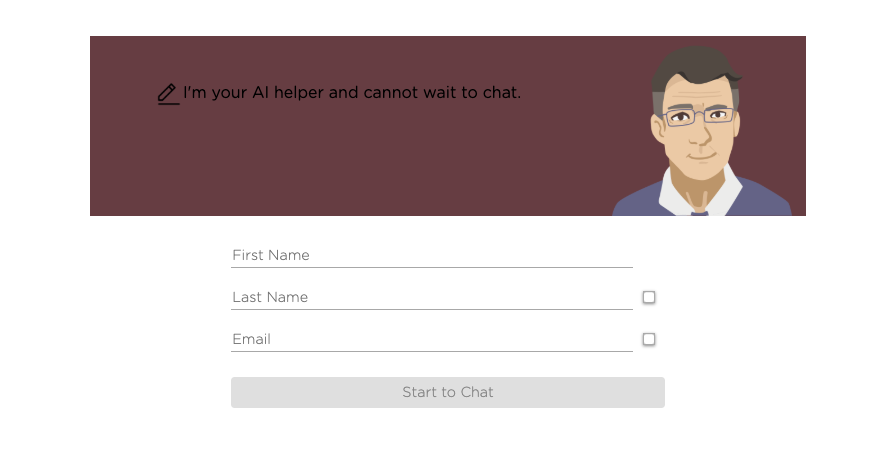 I'm your AI helper and cannot wait to chat.
First Name
Last Name
Email
Start to Chat